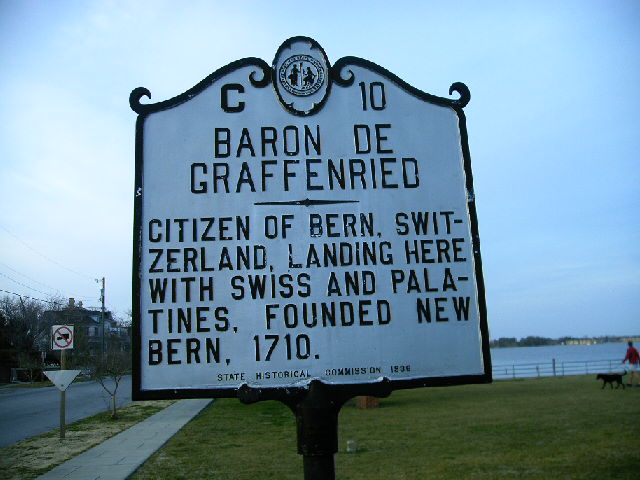 C 10
BARON DE
GRAFFENRIED
CITIZEN OF BERN, SWIT-
ZERLAND, LANDING HERE
WITH SWISS AND PALA-
TINES, FOUNDED NEW
BERN, 1710.
STATE HISTORICAL COMMISSION 1936